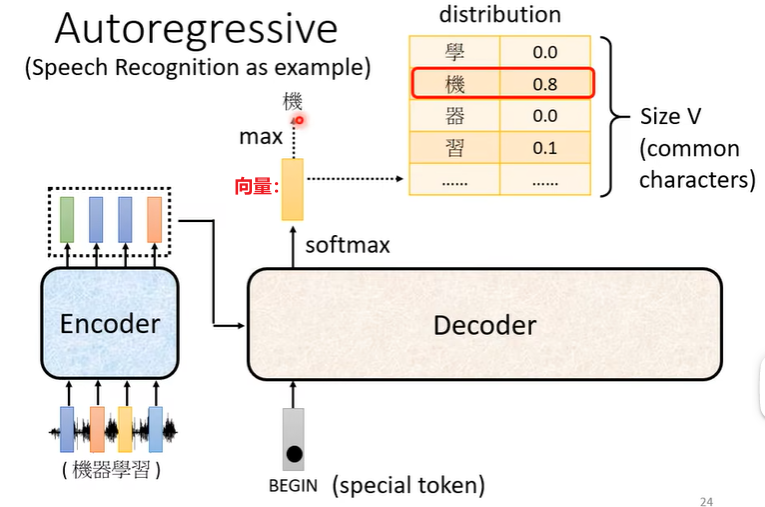 Autoregressive
(Speech Recognition as example)
distribution
學 0.0
機 0.8
器 0.0
習 0.1
…… ……
Size V
(common
characters)
機
max
向量:
softmax
Encoder
Decoder
(機器學習)
BEGIN (special token)
24